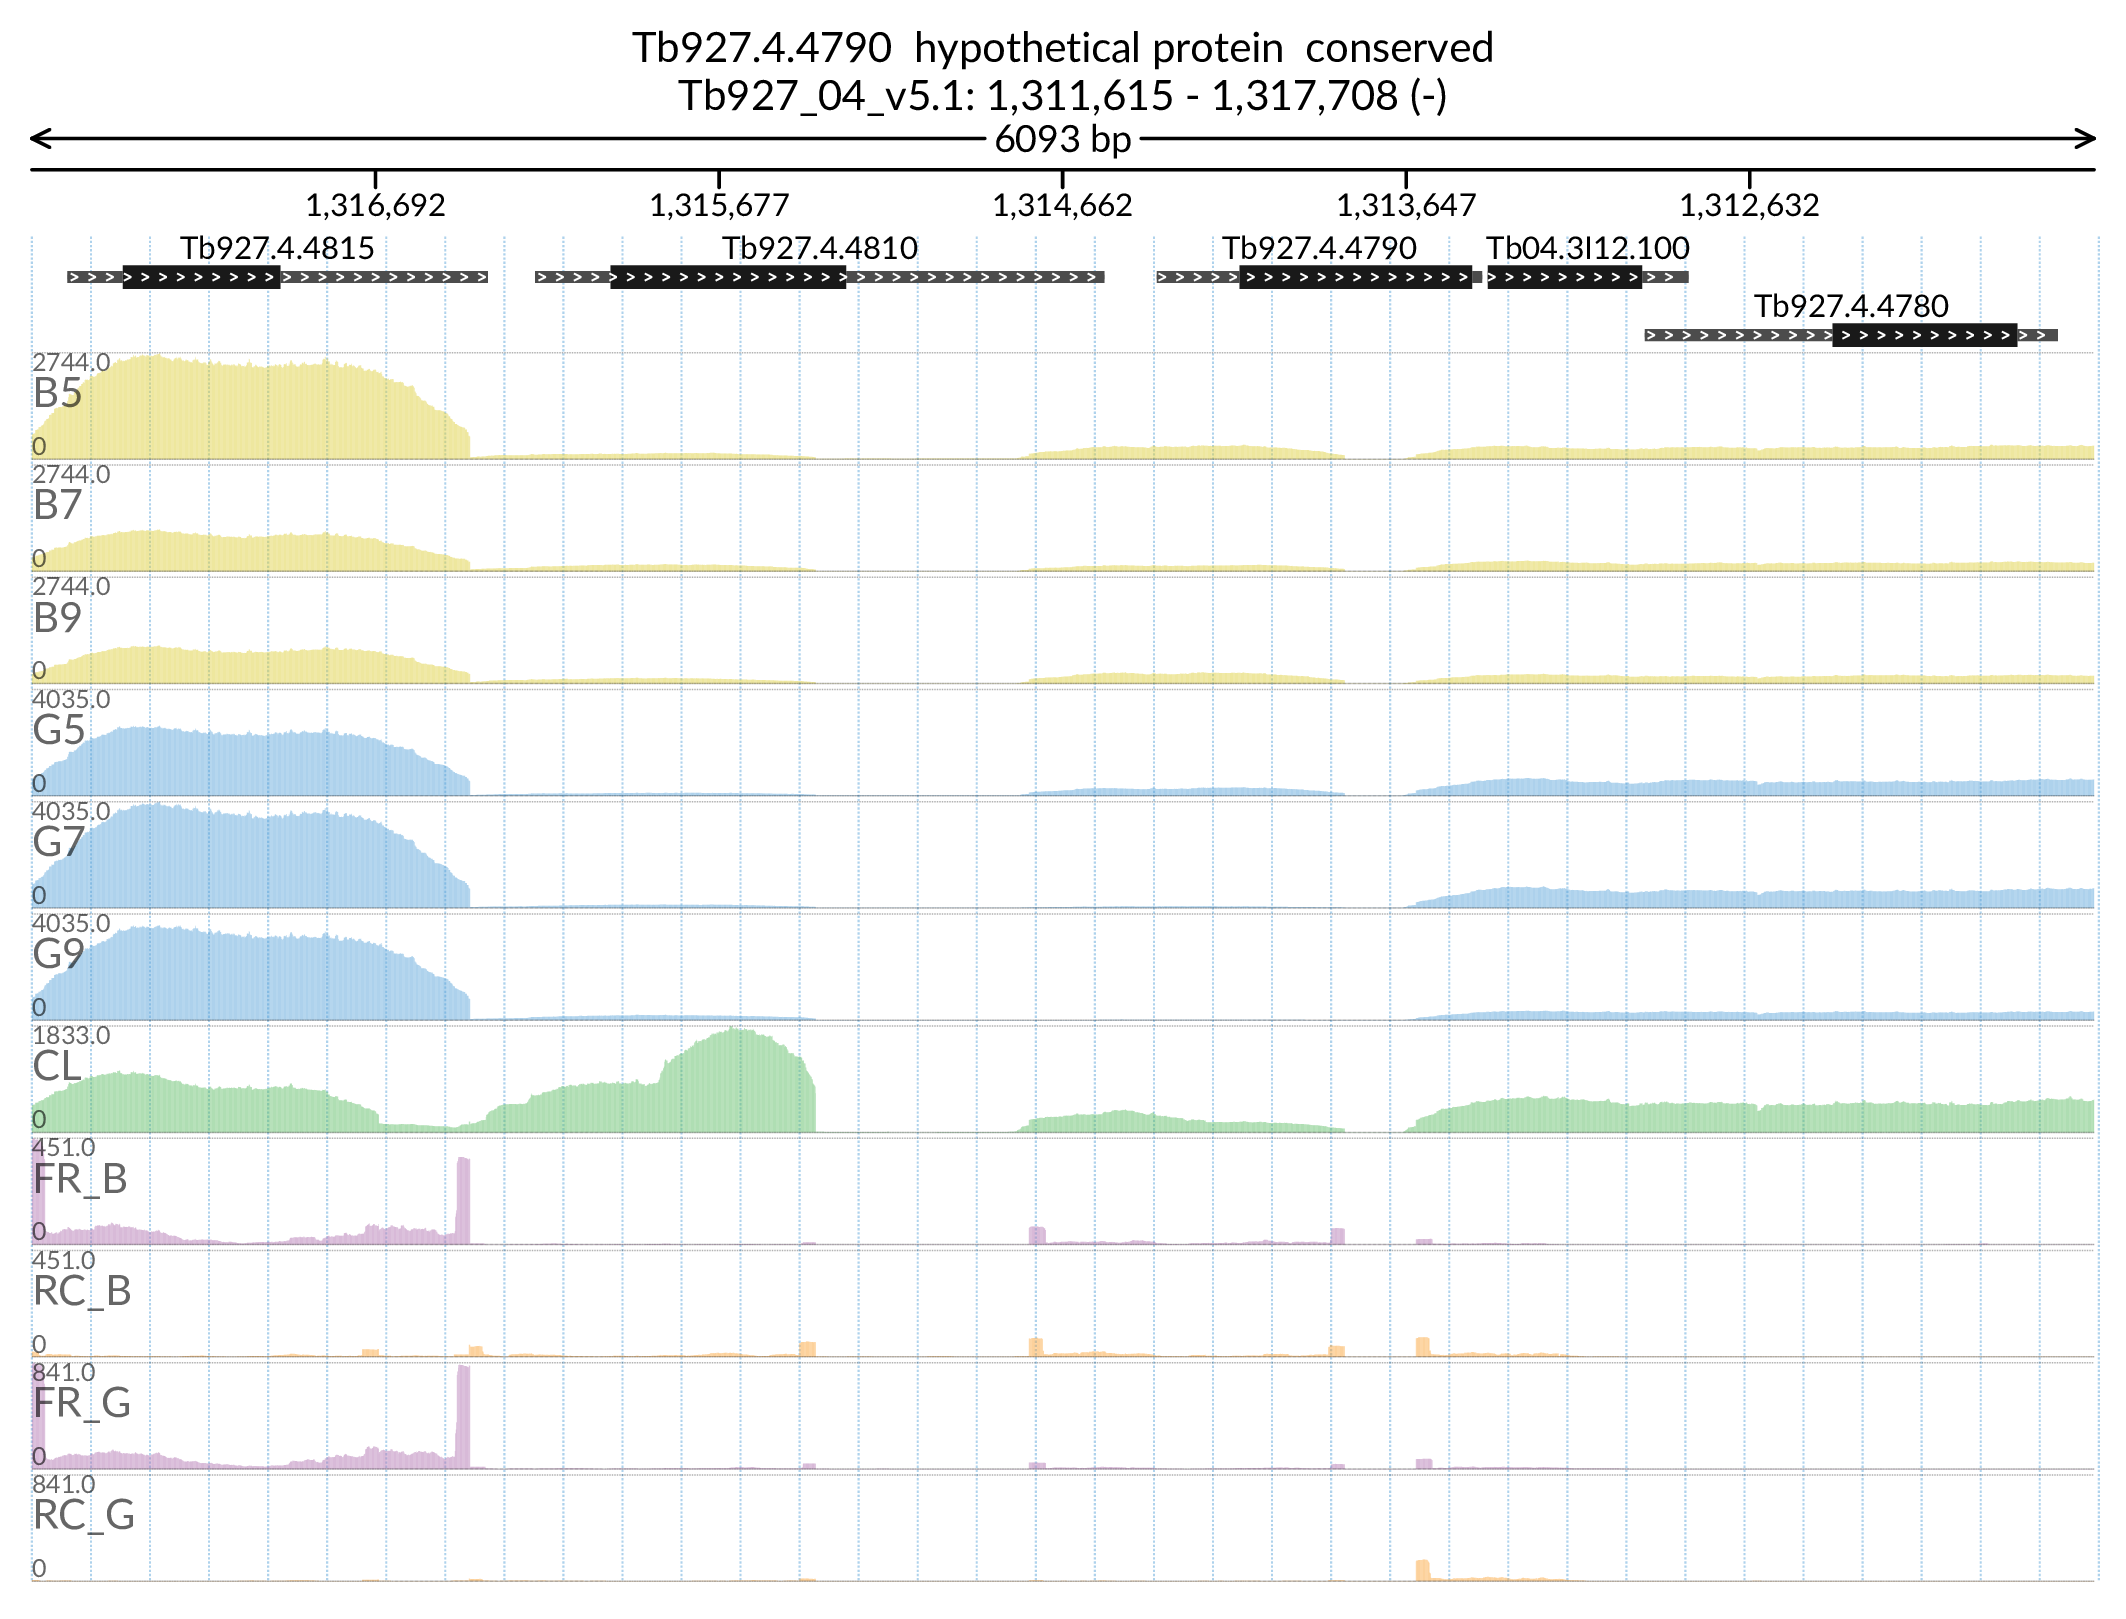 Tb927.4.4790  hypothetical protein  conserved
Tb927_04_v5.1: 1,311,615 - 1,317,708 (-)
6093 bp
1,316,692 1,315,677 1,314,662 1,313,647 1,312,632
Tb927.4.4815 Tb927.4.4810 Tb927.4.4790 Tb04.3I12.100
Tb927.4.4780
2744.0
B5
0
2744.0
B7
0
2744.0
B9
0
4035.0
G5
0
4035.0
G7
0
4035.0
G9
0
1833.0
CL
0
451.0
FR_B
0
451.0
RC_B
0
841.0
FR_G
0
841.0
RC_G
0